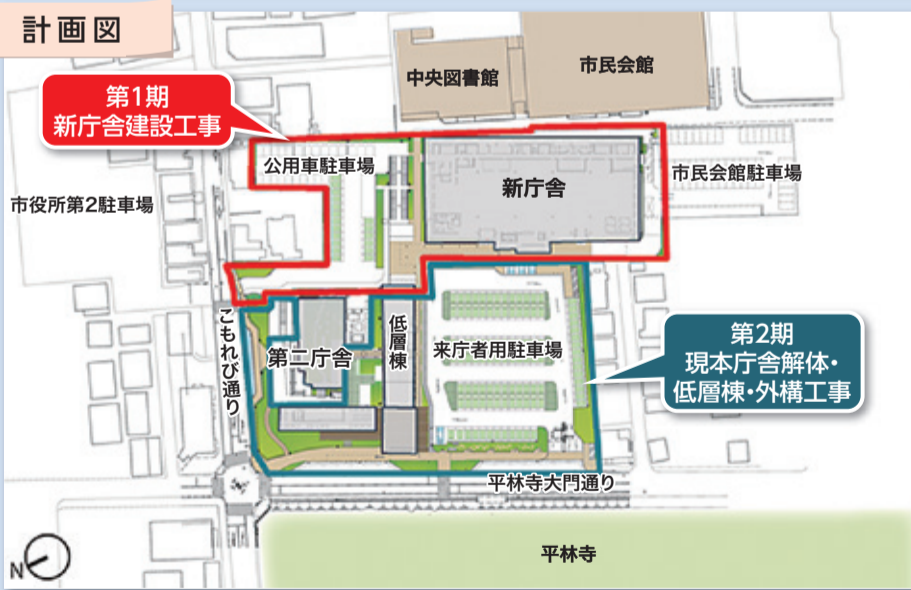 計画図
中央図書館
市民会館
第1期
新庁舎建設工事
公用車駐車場
新庁舎
市民会館駐車場
市役所第2駐車場
こもれび通り
第二庁舎
低層棟
来庁者用駐車場
第2期
現本庁舎解体・
低層棟・外構工事
平林寺大門通り
平林寺
N